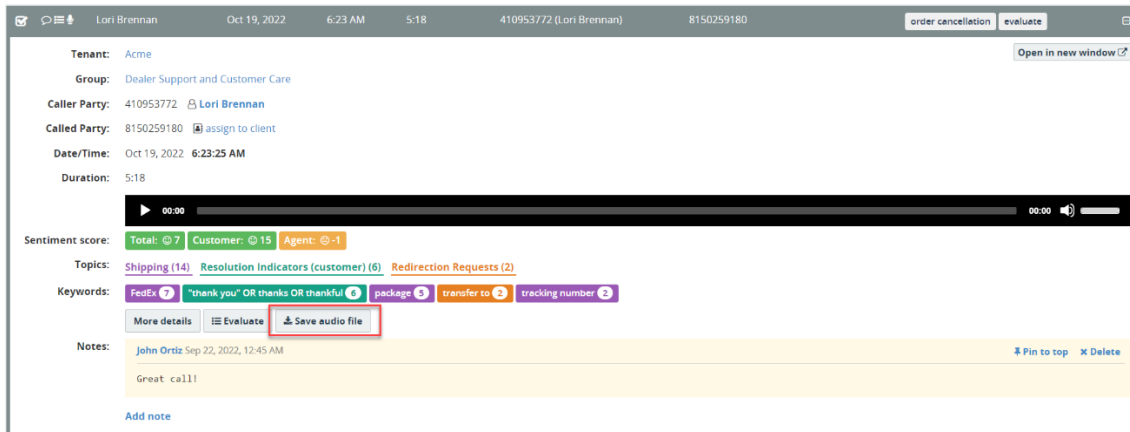 Lori Brennan Oct 19, 2022 6:23 AM 5:18 410953772 (Lori Brennan) 8150259180 order cancellation evaluate
Tenant: Acme Open in new window
Group: Dealer Support and Customer Care
Caller Party: 410953772 Lori Brennan
Called Party: 8150259180 assign to client
Date/Time: Oct 19, 2022 6:23:25 AM
Duration: 5:18
00:00 00:00
Sentiment score: Total: 7 Customer: 15 Agent: -1
Topics: Shipping (14) Resolution Indicators (customer) (6) Redirection Requests (2)
Keywords: FedEx 7 "thank you" OR thanks OR thankful 6 package 5 transfer to 2 tracking number 2
More details Evaluate Save audio file
Notes: John Ortiz Sep 22, 2022, 12:45 AM Pin to top Delete
Great call!
Add note